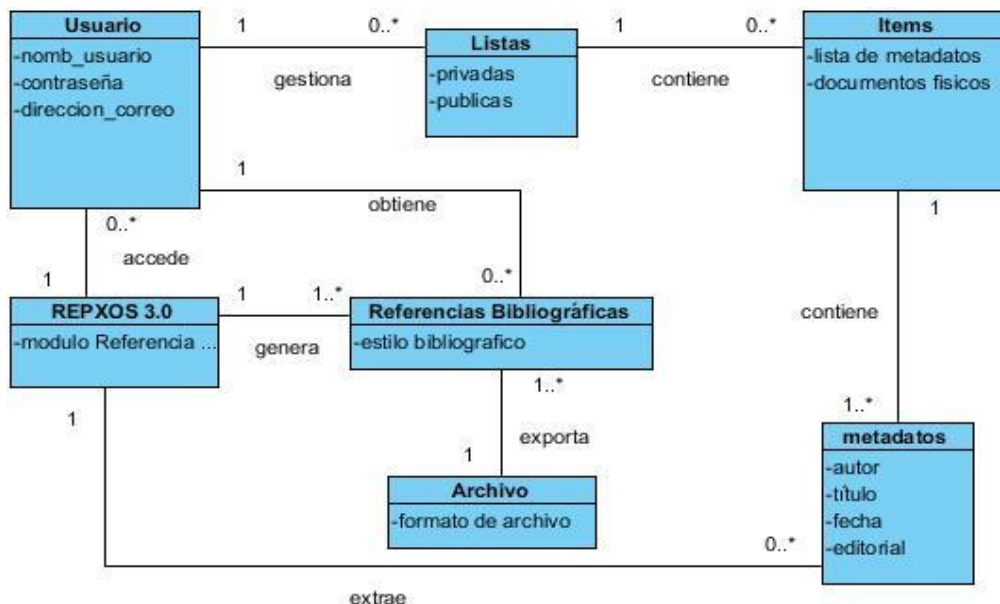 Usuario
-nomb_usuario
-contraseña
-direccion_correo
1
0..*
gestiona
Listas
-privadas
-publicas
1
0..*
contiene
Items
-lista de metadatos
-documentos fisicos
1
obtiene
0..*
0..*
accede
1
1
contiene
1..*
REPXOS 3.0
-modulo Referencia ...
1
1..*
genera
Referencias Bibliográficas
-estilo bibliografico
1..*
exporta
1
Archivo
-formato de archivo
metadatos
-autor
-título
-fecha
-editorial
1
0..*
extrae